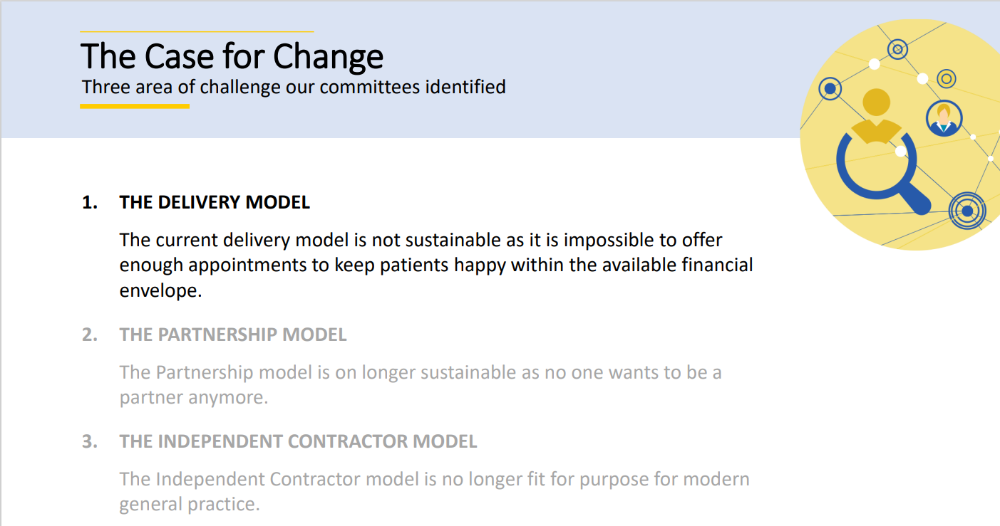 The Case for Change
Three area of challenge our committees identified
1. THE DELIVERY MODEL
The current delivery model is not sustainable as it is impossible to offer
enough appointments to keep patients happy within the available financial
envelope.
2. THE PARTNERSHIP MODEL
The Partnership model is on longer sustainable as no one wants to be a
partner anymore.
3. THE INDEPENDENT CONTRACTOR MODEL
The Independent Contractor model is no longer fit for purpose for modern
general practice.